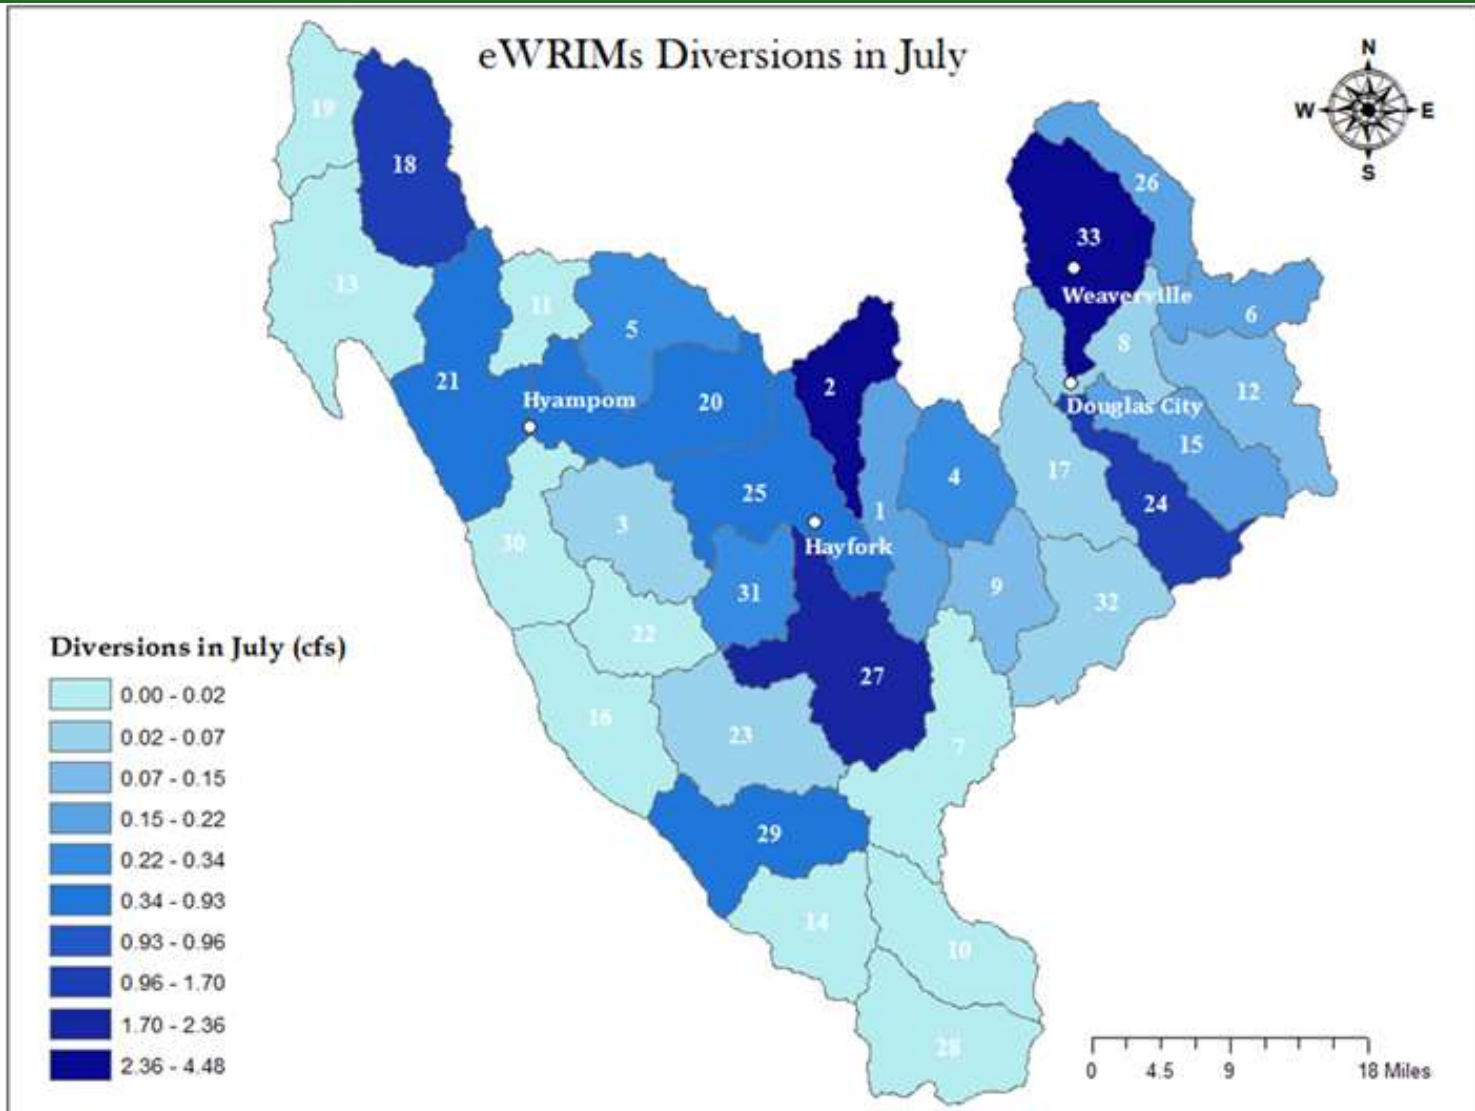 eWRIMs Diversions in July
N
W E
S
19
18
26
33
13
Weaverville
11
6
5
8
21
2
12
Hyampom
20
Douglas City
15
17
4
25
24
1
3
30
Hayfork
9
31
32
22
27
16
23
7
29
14
10
28
Diversions in July (cfs)
0.00 - 0.02
0.02 - 0.07
0.07 - 0.15
0.15 - 0.22
0.22 - 0.34
0.34 - 0.93
0.93 - 0.96
0.96 - 1.70
1.70 - 2.36
2.36 - 4.48
0 4.5 9 18 Miles